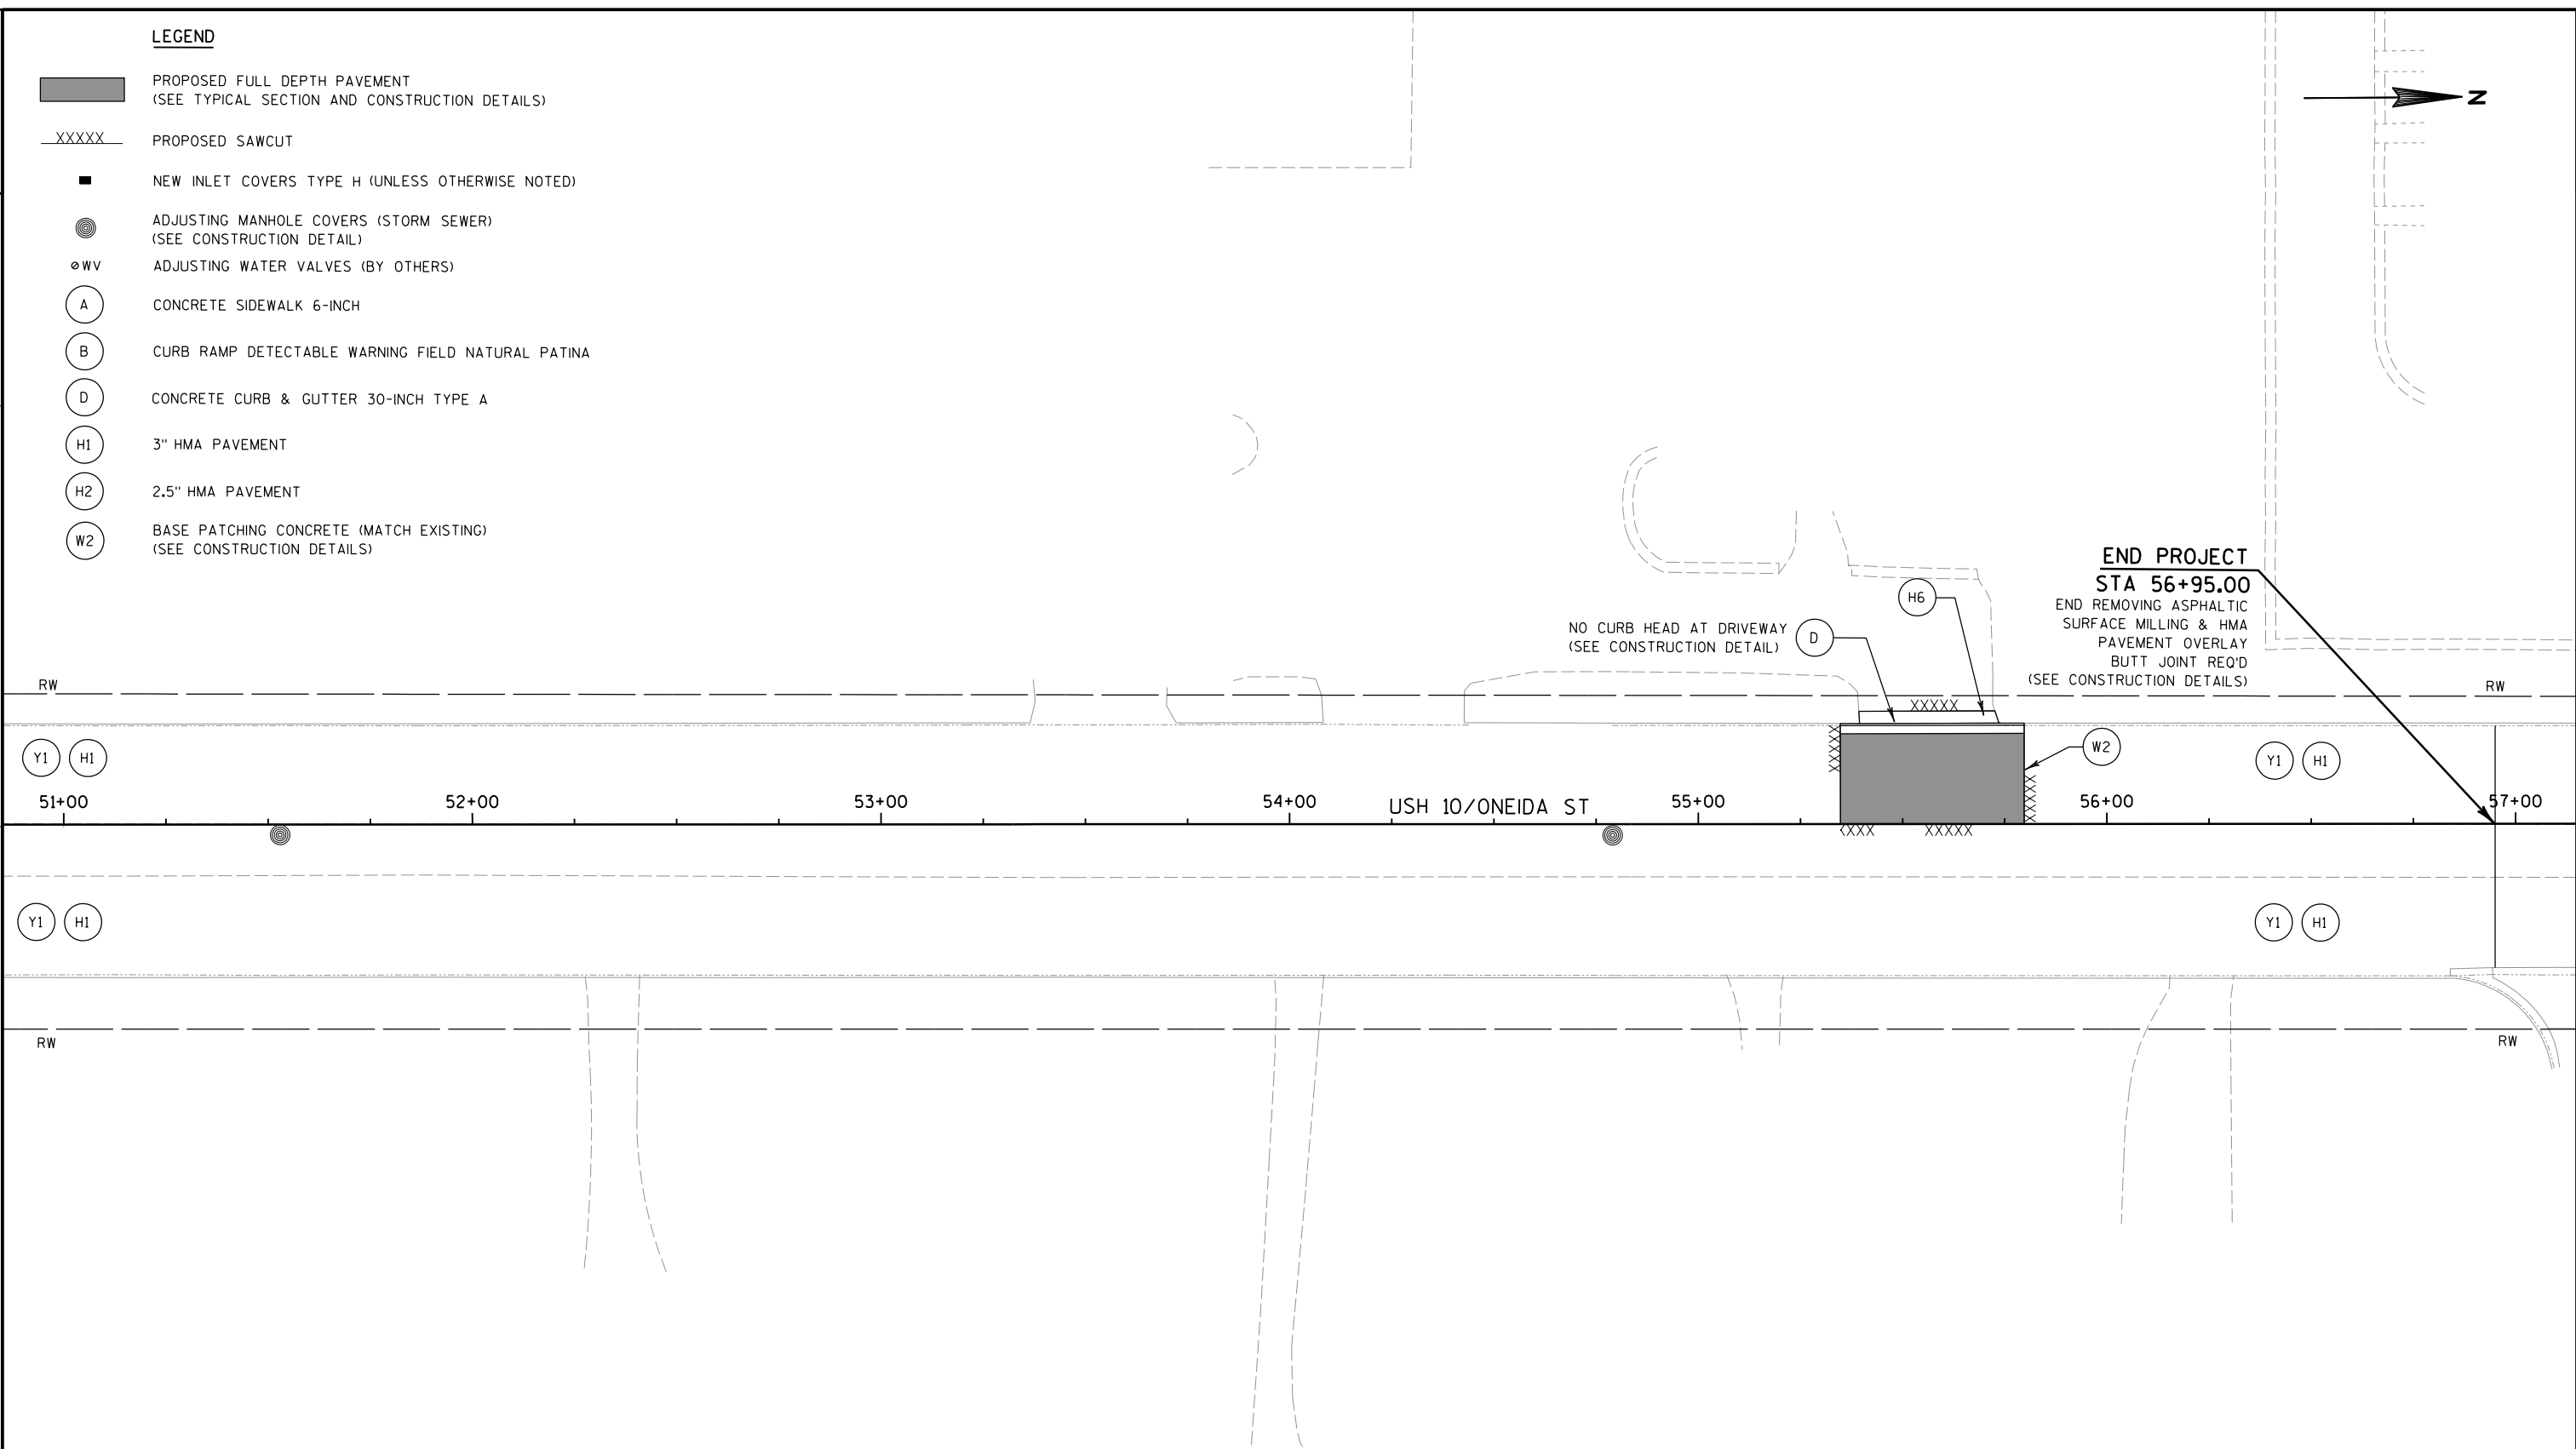 LEGEND
PROPOSED FULL DEPTH PAVEMENT
(SEE TYPICAL SECTION AND CONSTRUCTION DETAILS)
XXXXX
PROPOSED SAWCUT
NEW INLET COVERS TYPE H (UNLESS OTHERWISE NOTED)
ADJUSTING MANHOLE COVERS (STORM SEWER)
(SEE CONSTRUCTION DETAIL)
WV
ADJUSTING WATER VALVES (BY OTHERS)
A
CONCRETE SIDEWALK 6-INCH
B
CURB RAMP DETECTABLE WARNING FIELD NATURAL PATINA
D
CONCRETE CURB & GUTTER 30-INCH TYPE A
H1
3" HMA PAVEMENT
H2
2.5" HMA PAVEMENT
W2
BASE PATCHING CONCRETE (MATCH EXISTING)
(SEE CONSTRUCTION DETAILS)
N
END PROJECT
STA 56+95.00
END REMOVING ASPHALTIC
SURFACE MILLING & HMA
PAVEMENT OVERLAY
BUTT JOINT REQ'D
(SEE CONSTRUCTION DETAILS)
H6
NO CURB HEAD AT DRIVEWAY
(SEE CONSTRUCTION DETAIL)
D
RW
RW
XXXXX
XXXXX
W2
Y1 H1
Y1 H1
51+00
52+00
53+00
54+00
USH 10/ONEIDA ST
55+00
56+00
57+00
XXXXX
XXXX
XXXXX
Y1 H1
Y1 H1
RW
RW